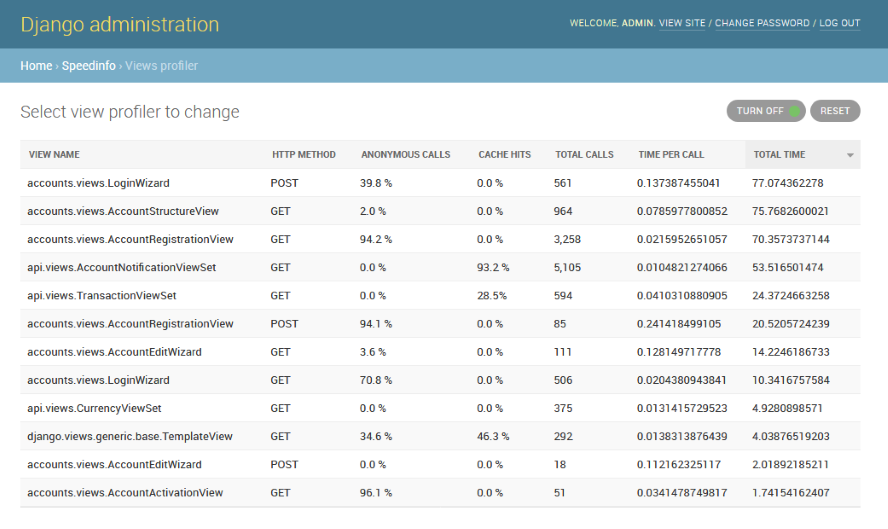 Django administration
WELCOME, ADMIN. VIEW SITE / CHANGE PASSWORD / LOG OUT
Home › Speedinfo › Views profiler
Select view profiler to change
TURN OFF RESET
VIEW NAME HTTP METHOD ANONYMOUS CALLS CACHE HITS TOTAL CALLS TIME PER CALL TOTAL TIME
accounts.views.LoginWizard POST 39.8 % 0.0 % 561 0.137387455041 77.074362278
accounts.views.AccountStructureView GET 2.0 % 0.0 % 964 0.0785977800852 75.7682600021
accounts.views.AccountRegistrationView GET 94.2 % 0.0 % 3,258 0.0215952651057 70.3573737144
api.views.AccountNotificationViewSet GET 0.0 % 93.2 % 5,105 0.0104821274066 53.516501474
api.views.TransactionViewSet GET 0.0 % 28.5% 594 0.0410310880905 24.3724663258
accounts.views.AccountRegistrationView POST 94.1 % 0.0 % 85 0.241418499105 20.5205724239
accounts.views.AccountEditWizard GET 3.6 % 0.0 % 111 0.128149717778 14.2246186733
accounts.views.LoginWizard GET 70.8 % 0.0 % 506 0.0204380943841 10.3416757584
api.views.CurrencyViewSet GET 0.0 % 0.0 % 375 0.0131415729523 4.9280898571
django.views.generic.base.TemplateView GET 34.6 % 46.3 % 292 0.0138313876439 4.03876519203
accounts.views.AccountEditWizard POST 0.0 % 0.0 % 18 0.112162325117 2.01892185211
accounts.views.AccountActivationView GET 96.1 % 0.0 % 51 0.0341478749817 1.74154162407